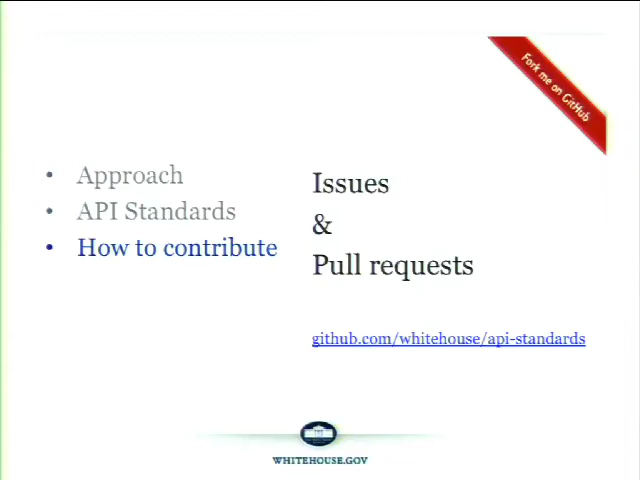 Fork me on GitHub
• Approach
• API Standards
• How to contribute
Issues
&
Pull requests
github.com/whitehouse/api-standards
WHITEHOUSE.GOV